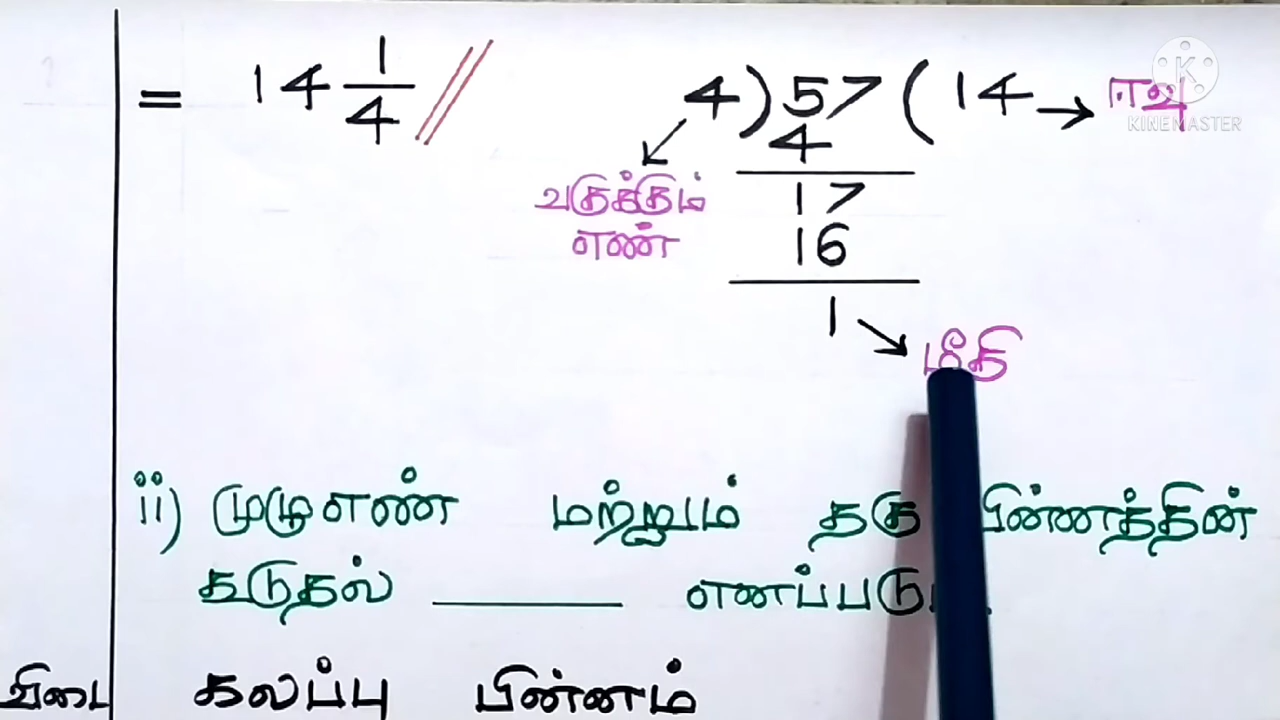 = 14 1/4 //
4) 57 ( 14 → ஈவு
4
வகுக்கும்
எண்
17
16
1 → மீதி
ii) முழு எண் மற்றும் தகு பின்னத்தின்
கூடுதல் ______ எனப்படு
விடை கலப்பு பின்னம்
KINEMASTER